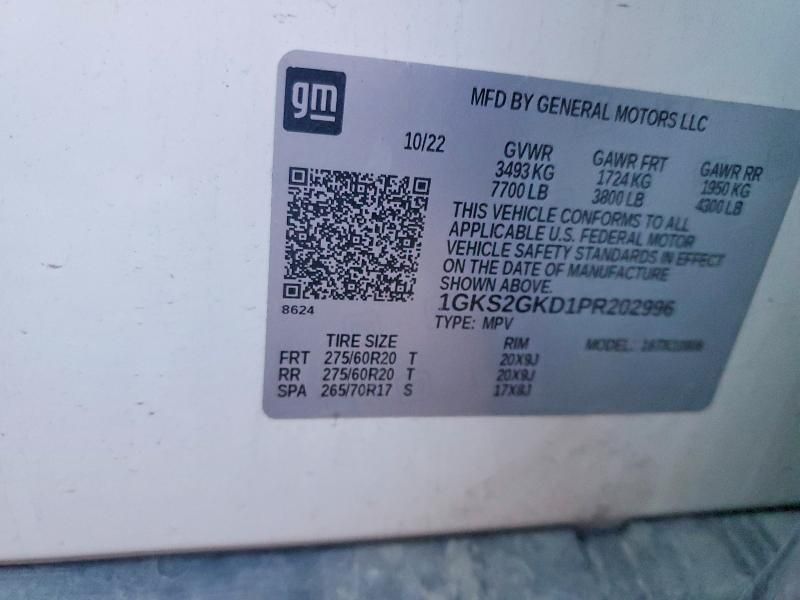 gm
MFD BY GENERAL MOTORS LLC
10/22
GVWR GAWR FRT GAWR RR
3493 KG 1724 KG 1950 KG
7700 LB 3800 LB 4300 LB
THIS VEHICLE CONFORMS TO ALL
APPLICABLE U.S. FEDERAL MOTOR
VEHICLE SAFETY STANDARDS IN EFFECT
ON THE DATE OF MANUFACTURE
SHOWN ABOVE.
8624
1GKS2GKD1PR202996
TYPE: MPV
TIRE SIZE RIM MODEL:
FRT 275/60R20 T 20X9J
RR 275/60R20 T 20X9J
SPA 265/70R17 S 17X8J